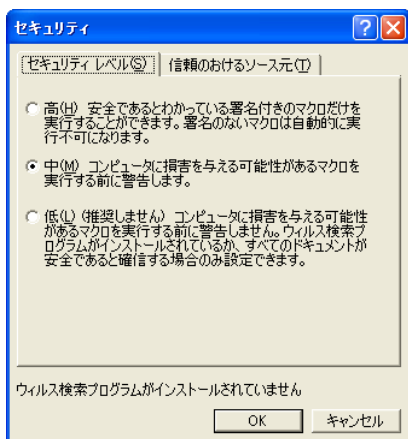 セキュリティ
セキュリティ レベル(S)
信頼のおけるソース元(T)
高(H) 安全であるとわかっている署名付きのマクロだけを
実行することができます。署名のないマクロは自動的に実
行不可になります。
中(M) コンピュータに損害を与える可能性があるマクロを
実行する前に警告します。
低(L) (推奨しません) コンピュータに損害を与える可能性
があるマクロを実行する前に警告しません。ウィルス検索プ
ログラムがインストールされているか、すべてのドキュメントが
安全であると確信する場合のみ設定できます。
ウィルス検索プログラムがインストールされていません
OK
キャンセル